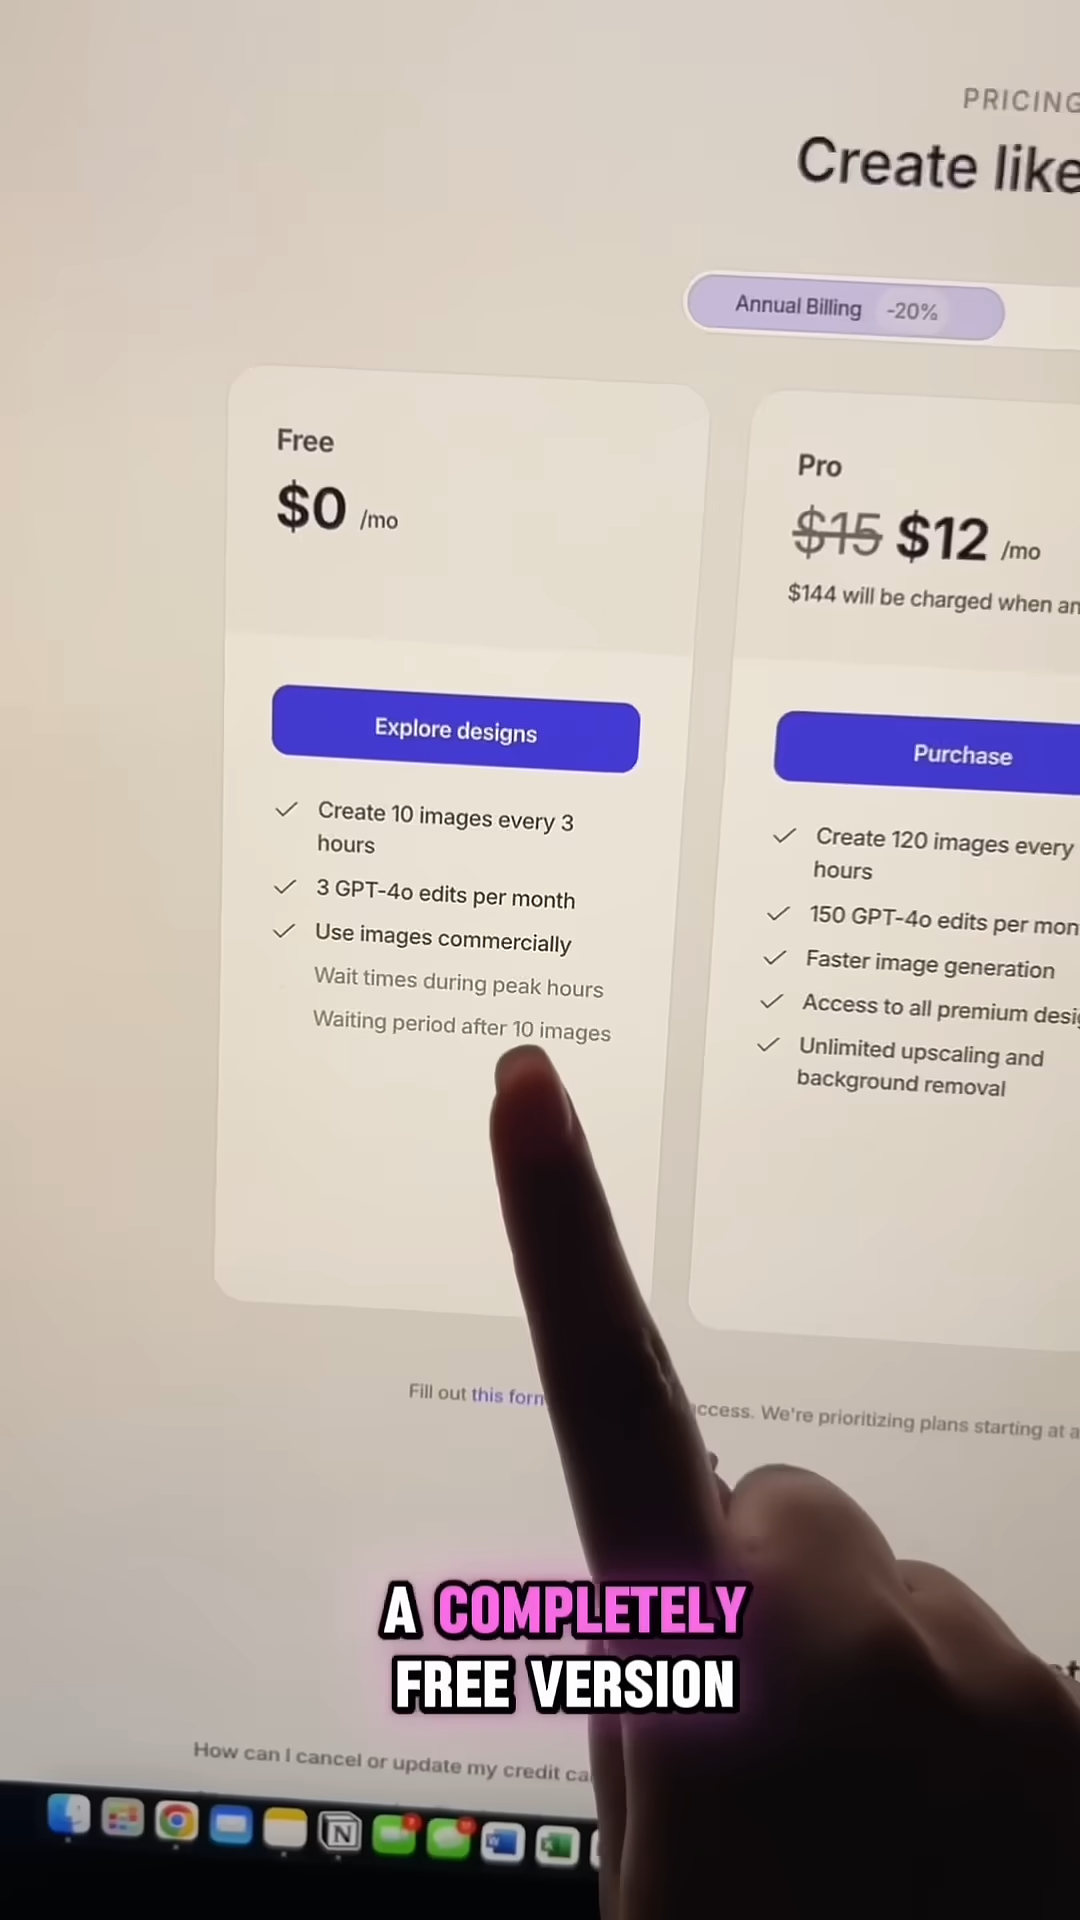 PRICING
Create like
Annual Billing -20%
Free
$0 /mo
Explore designs
Create 10 images every 3
hours
3 GPT-4o edits per month
Use images commercially
Wait times during peak hours
Waiting period after 10 images
Pro
$15 $12 /mo
$144 will be charged when an
Purchase
Create 120 images every
hours
150 GPT-4o edits per mon
Faster image generation
Access to all premium desig
Unlimited upscaling and
background removal
Fill out this form ccess. We're prioritizing plans starting at a
A COMPLETELY
FREE VERSION
How can I cancel or update my credit ca